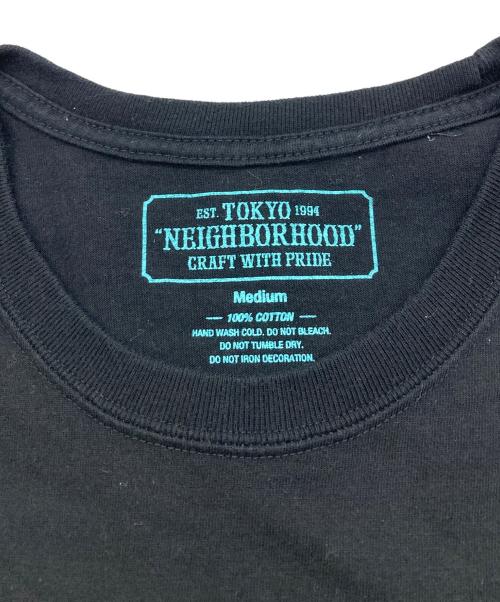 EST. TOKYO 1994
"NEIGHBORHOOD"
CRAFT WITH PRIDE
Medium
— 100% COTTON —
HAND WASH COLD. DO NOT BLEACH.
DO NOT TUMBLE DRY.
DO NOT IRON DECORATION.